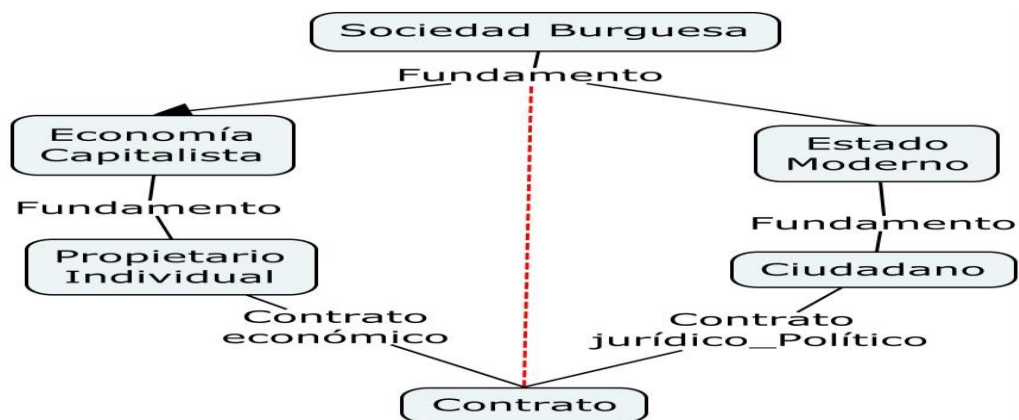 Sociedad Burguesa
Fundamento
Economía
Capitalista
Estado
Moderno
Fundamento
Fundamento
Propietario
Individual
Ciudadano
Contrato
económico
Contrato
jurídico_Político
Contrato